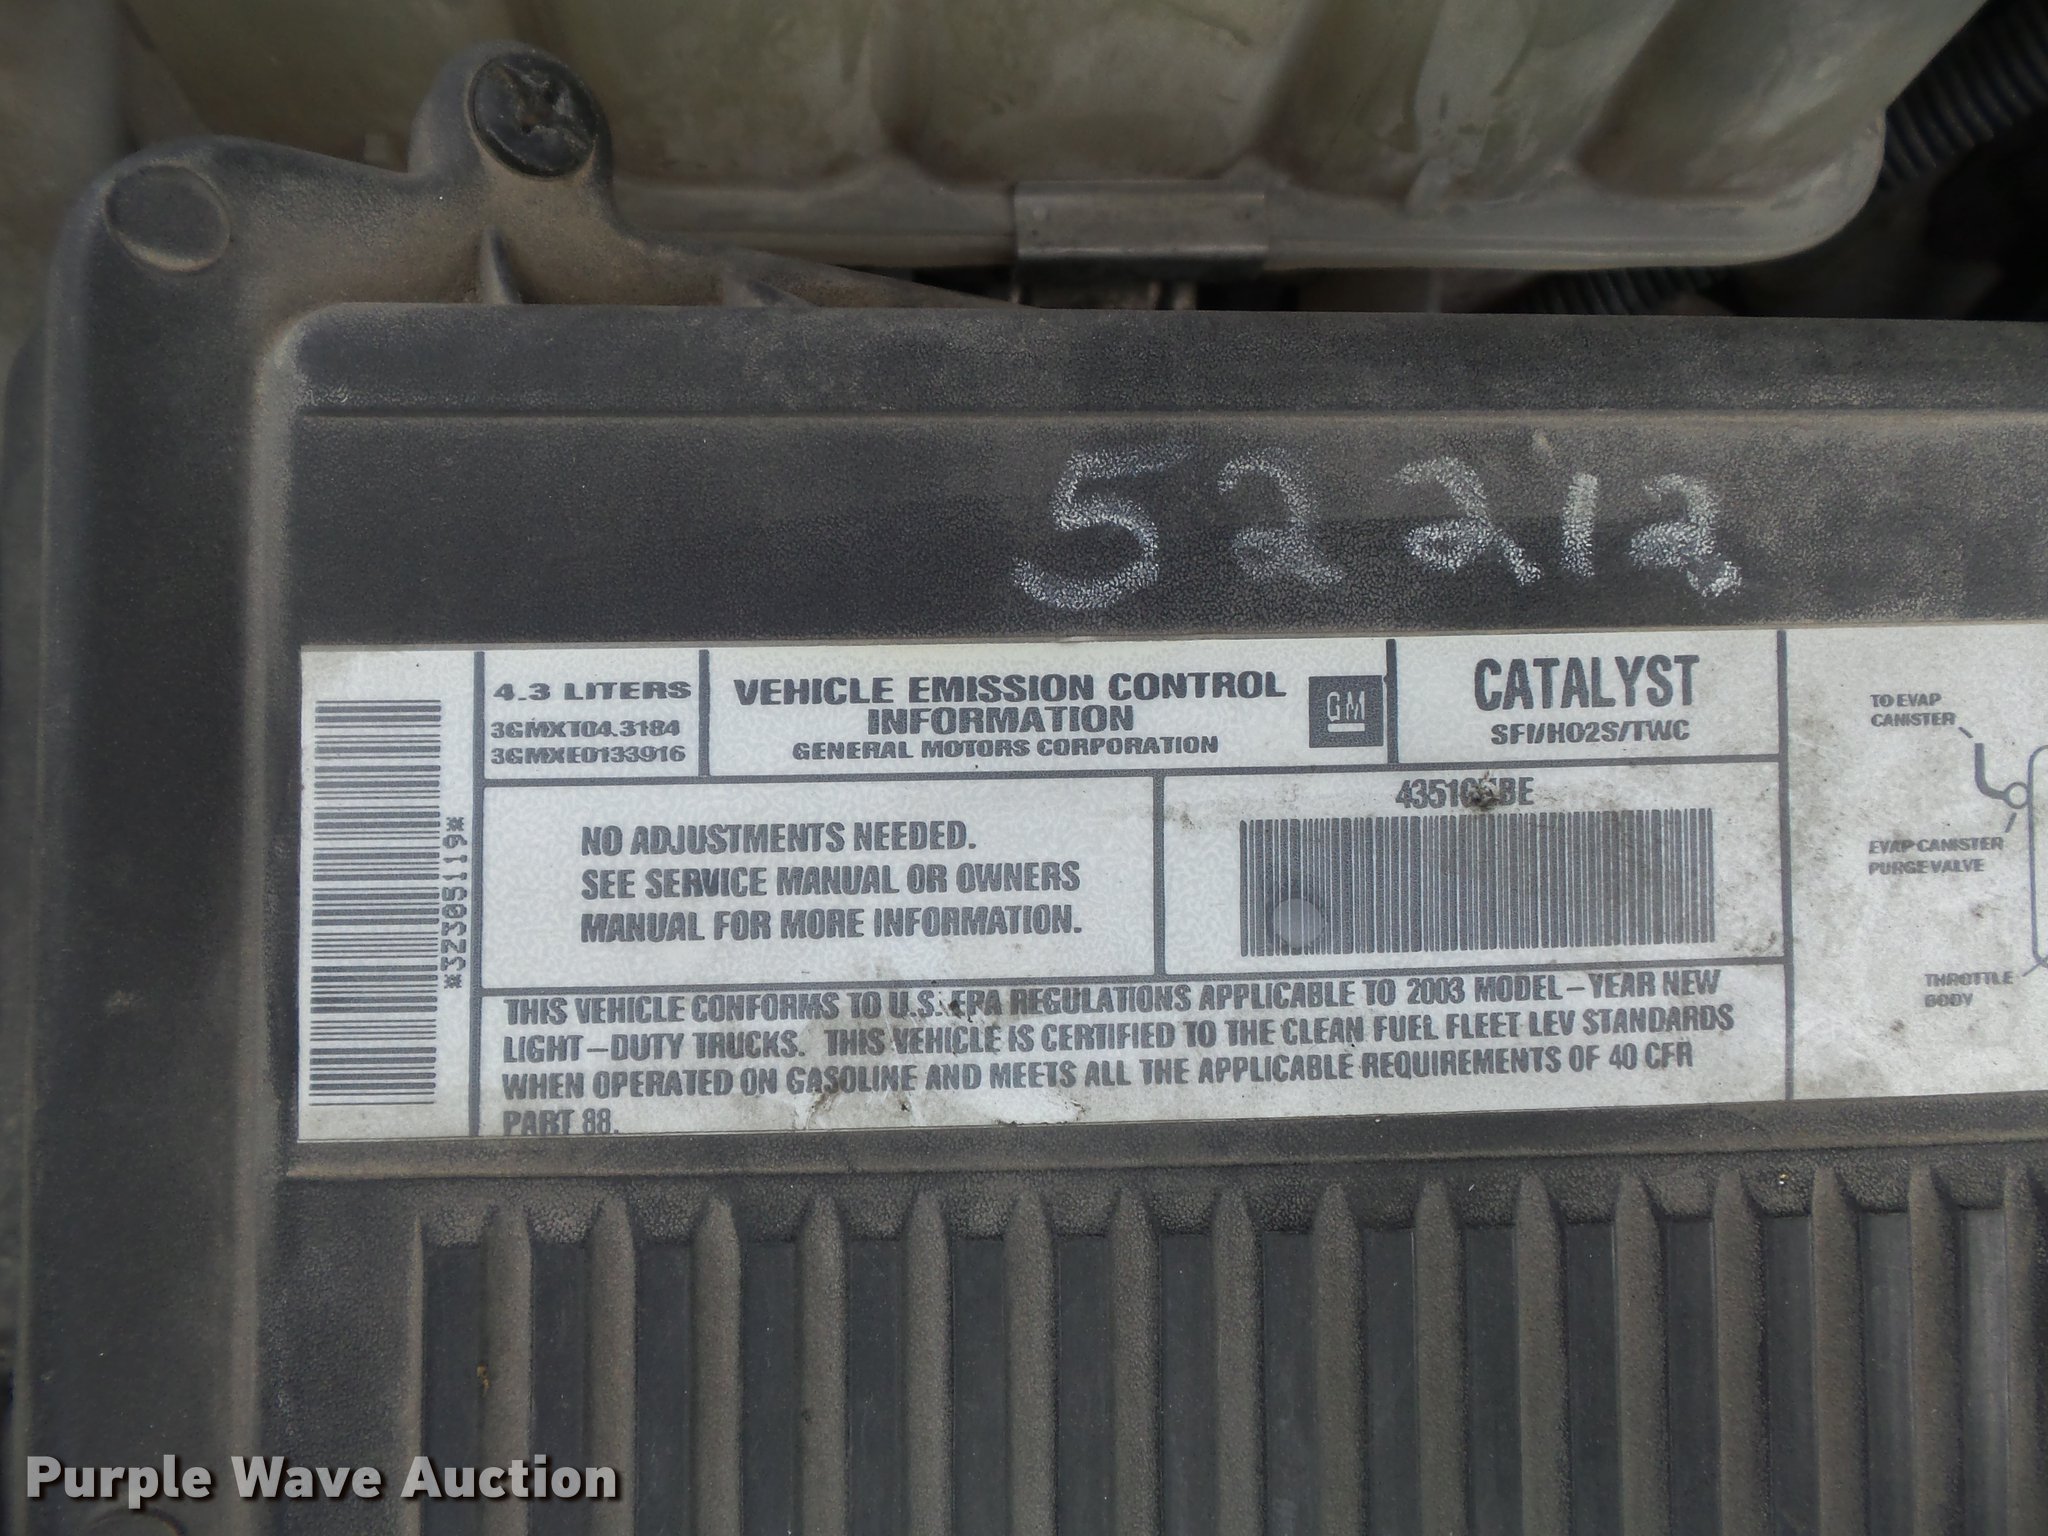 52212
4.3 LITERS
3GMXT04.3184
3GMXE0133916
VEHICLE EMISSION CONTROL
INFORMATION
GENERAL MOTORS CORPORATION
GM
CATALYST
SFI/HO2S/TWC
*323051119*
NO ADJUSTMENTS NEEDED.
SEE SERVICE MANUAL OR OWNERS
MANUAL FOR MORE INFORMATION.
THIS VEHICLE CONFORMS TO U.S. EPA REGULATIONS APPLICABLE TO 2003 MODEL-YEAR NEW
LIGHT-DUTY TRUCKS. THIS VEHICLE IS CERTIFIED TO THE CLEAN FUEL FLEET LEV STANDARDS
WHEN OPERATED ON GASOLINE AND MEETS ALL THE APPLICABLE REQUIREMENTS OF 40 CFR
PART 88.
TO EVAP
CANISTER
EVAP CANISTER
PURGE VALVE
THROTTLE
BODY
Purple Wave Auction